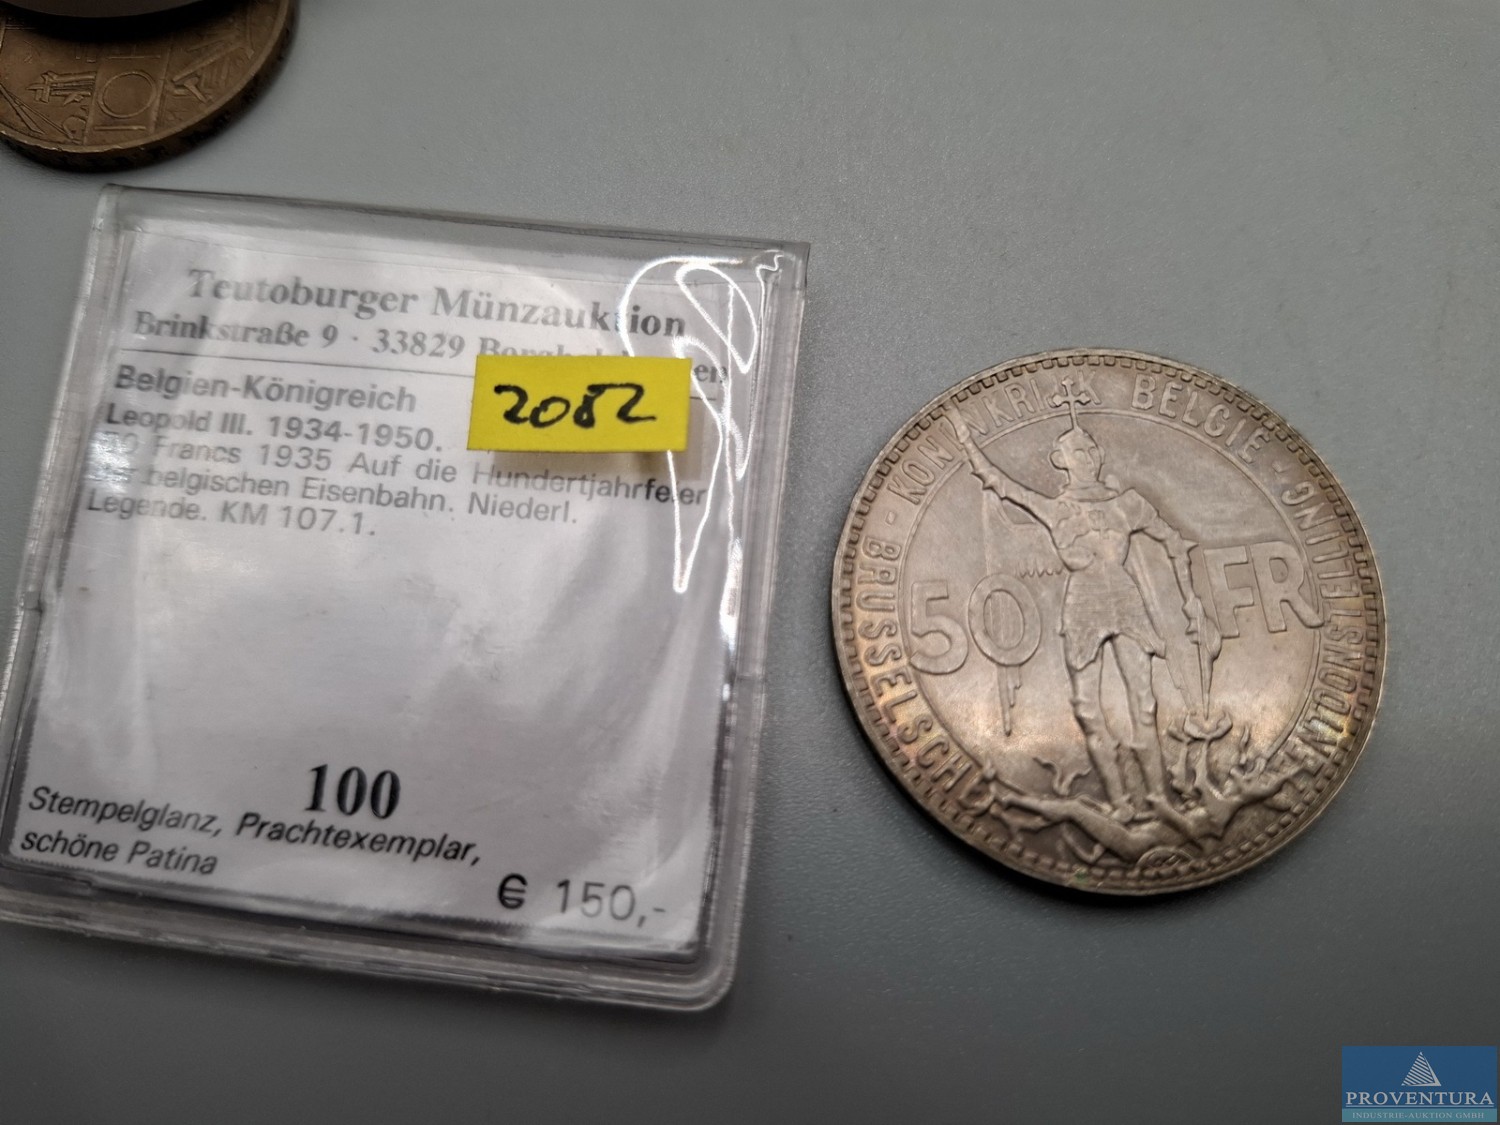 Teutoburger Münzauktion
Brinkstraße 9 · 33829
Belgien-Königreich
2082
Leopold III. 1934-1950.
50 Francs 1935 Auf die Hundertjahrfeier
belgischen Eisenbahn. Niederl.
Legende. KM 107.1.
100
Stempelglanz, Prachtexemplar,
schöne Patina
€ 150,-
KONINKRIJK BELGIE -
BRUSSELSCHE
50 FR
PROVENTURA
INDUSTRIE-AUKTION GMBH